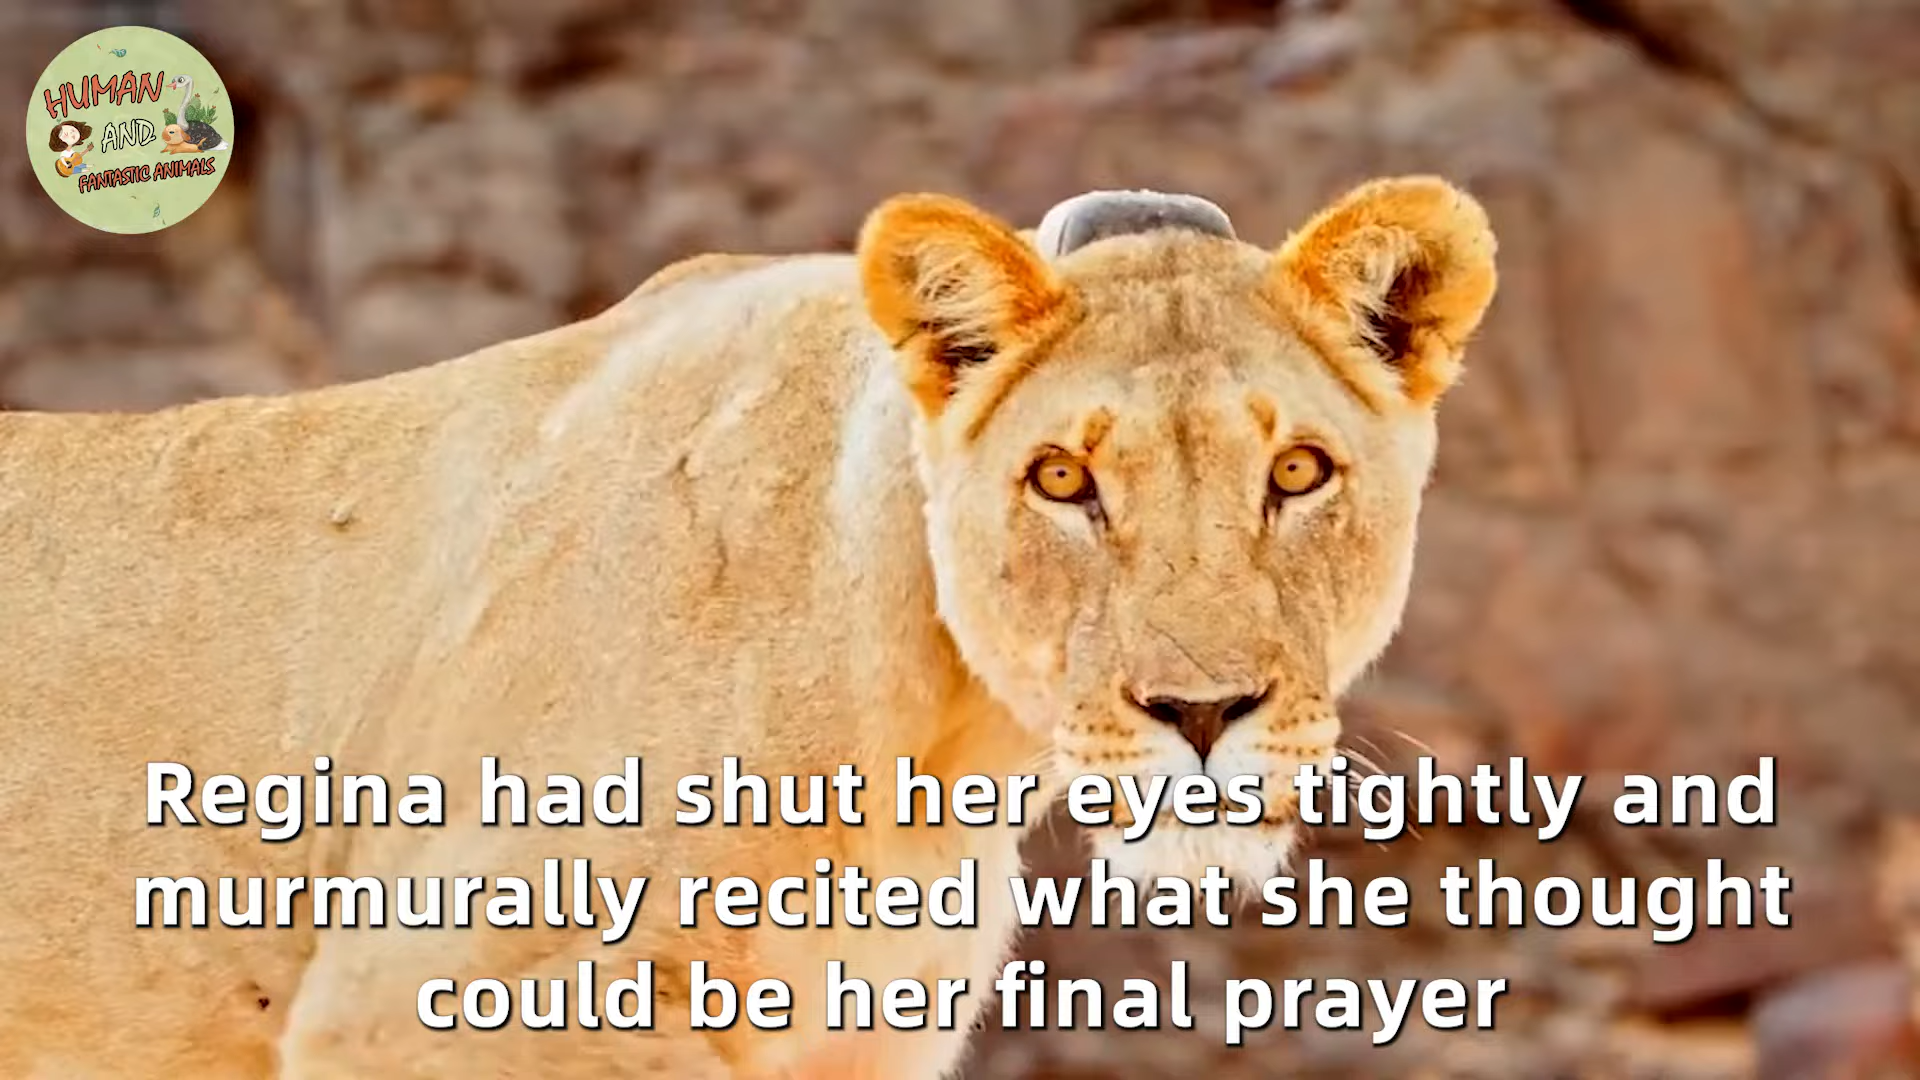 HUMAN
AND
FANTASTIC ANIMALS
Regina had shut her eyes tightly and
murmurally recited what she thought
could be her final prayer